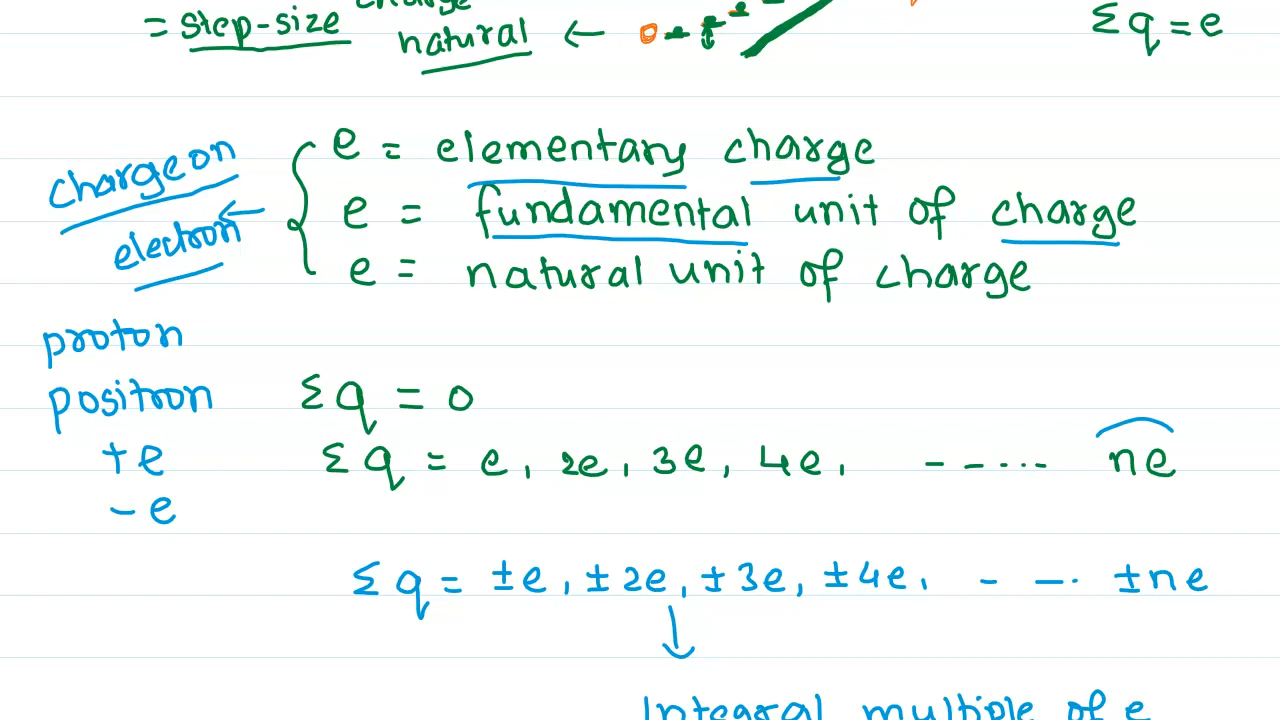 charge
= step-size natural ← Σq = e
chargeon
electron
e = elementary charge
e = fundamental unit of charge
e = natural unit of charge
proton
positron
+e
-e
Σq = 0
Σq = e, 2e, 3e, 4e, ------- ne
Σq = ±e, ±2e, ±3e, ±4e, - -. ±ne
↓
Integral multiple of e